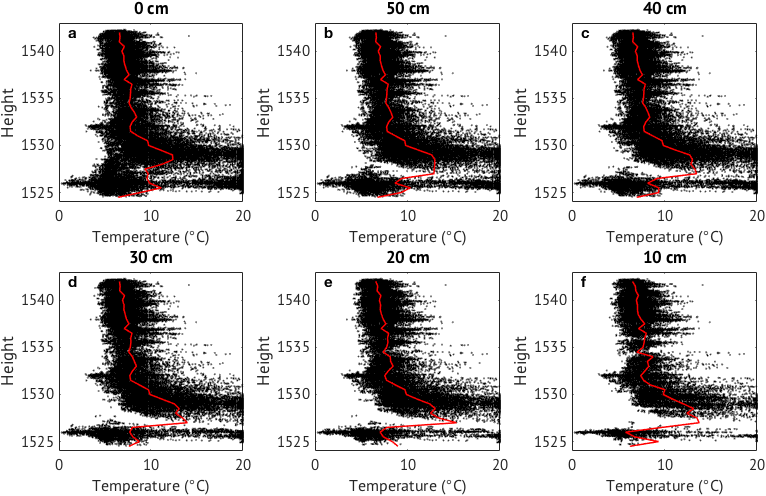 0 cm 50 cm 40 cm
a b c
1540 1540 1540
1535 1535 1535
Height Height Height
1530 1530 1530
1525 1525 1525
0 10 20 0 10 20 0 10 20
Temperature (°C) Temperature (°C) Temperature (°C)
30 cm 20 cm 10 cm
d e f
1540 1540 1540
1535 1535 1535
Height Height Height
1530 1530 1530
1525 1525 1525
0 10 20 0 10 20 0 10 20
Temperature (°C) Temperature (°C) Temperature (°C)